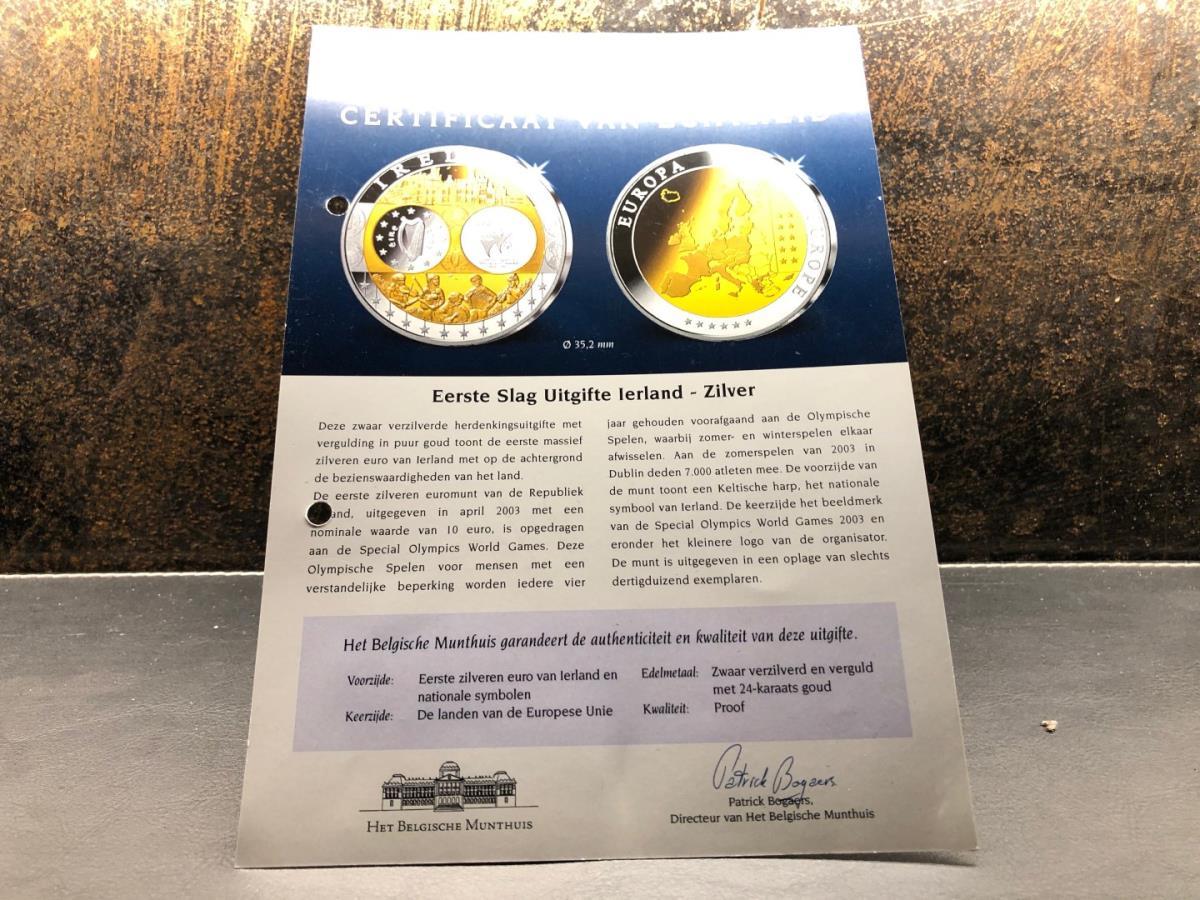 CERTIFICAAT VAN ECHTHEID
EUROPA
EUROPE
éire
Ø 35,2 mm
Eerste Slag Uitgifte Ierland - Zilver
Deze zwaar verzilverde herdenkingsuitgifte met
vergulding in puur goud toont de eerste massief
zilveren euro van Ierland met op de achtergrond
de bezienswaardigheden van het land.
De eerste zilveren euromunt van de Republiek
and, uitgegeven in april 2003 met een
nominale waarde van 10 euro, is opgedragen
aan de Special Olympics World Games. Deze
Olympische Spelen voor mensen met een
verstandelijke beperking worden iedere vier
jaar gehouden voorafgaand aan de Olympische
Spelen, waarbij zomer- en winterspelen elkaar
afwisselen. Aan de zomerspelen van 2003 in
Dublin deden 7.000 atleten mee. De voorzijde van
de munt toont een Keltische harp, het nationale
symbool van Ierland. De keerzijde het beeldmerk
van de Special Olympics World Games 2003 en
eronder het kleinere logo van de organisator.
De munt is uitgegeven in een oplage van slechts
dertigduizend exemplaren.
Het Belgische Munthuis garandeert de authenticiteit en kwaliteit van deze uitgifte.
Voorzijde: Eerste zilveren euro van Ierland en
nationale symbolen
Keerzijde: De landen van de Europese Unie
Edelmetaal: Zwaar verzilverd en verguld
met 24-karaats goud
Kwaliteit: Proof
HET BELGISCHE MUNTHUIS
Patrick Bogaers
Patrick Bogaers,
Directeur van Het Belgische Munthuis